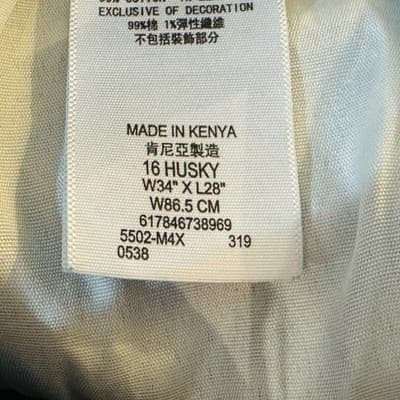 EXCLUSIVE OF DECORATION
99%棉 1%彈性纖維
不包括裝飾部分
MADE IN KENYA
肯尼亞製造
16 HUSKY
W34" X L28"
W86.5 CM
617846738969
5502-M4X 319
0538